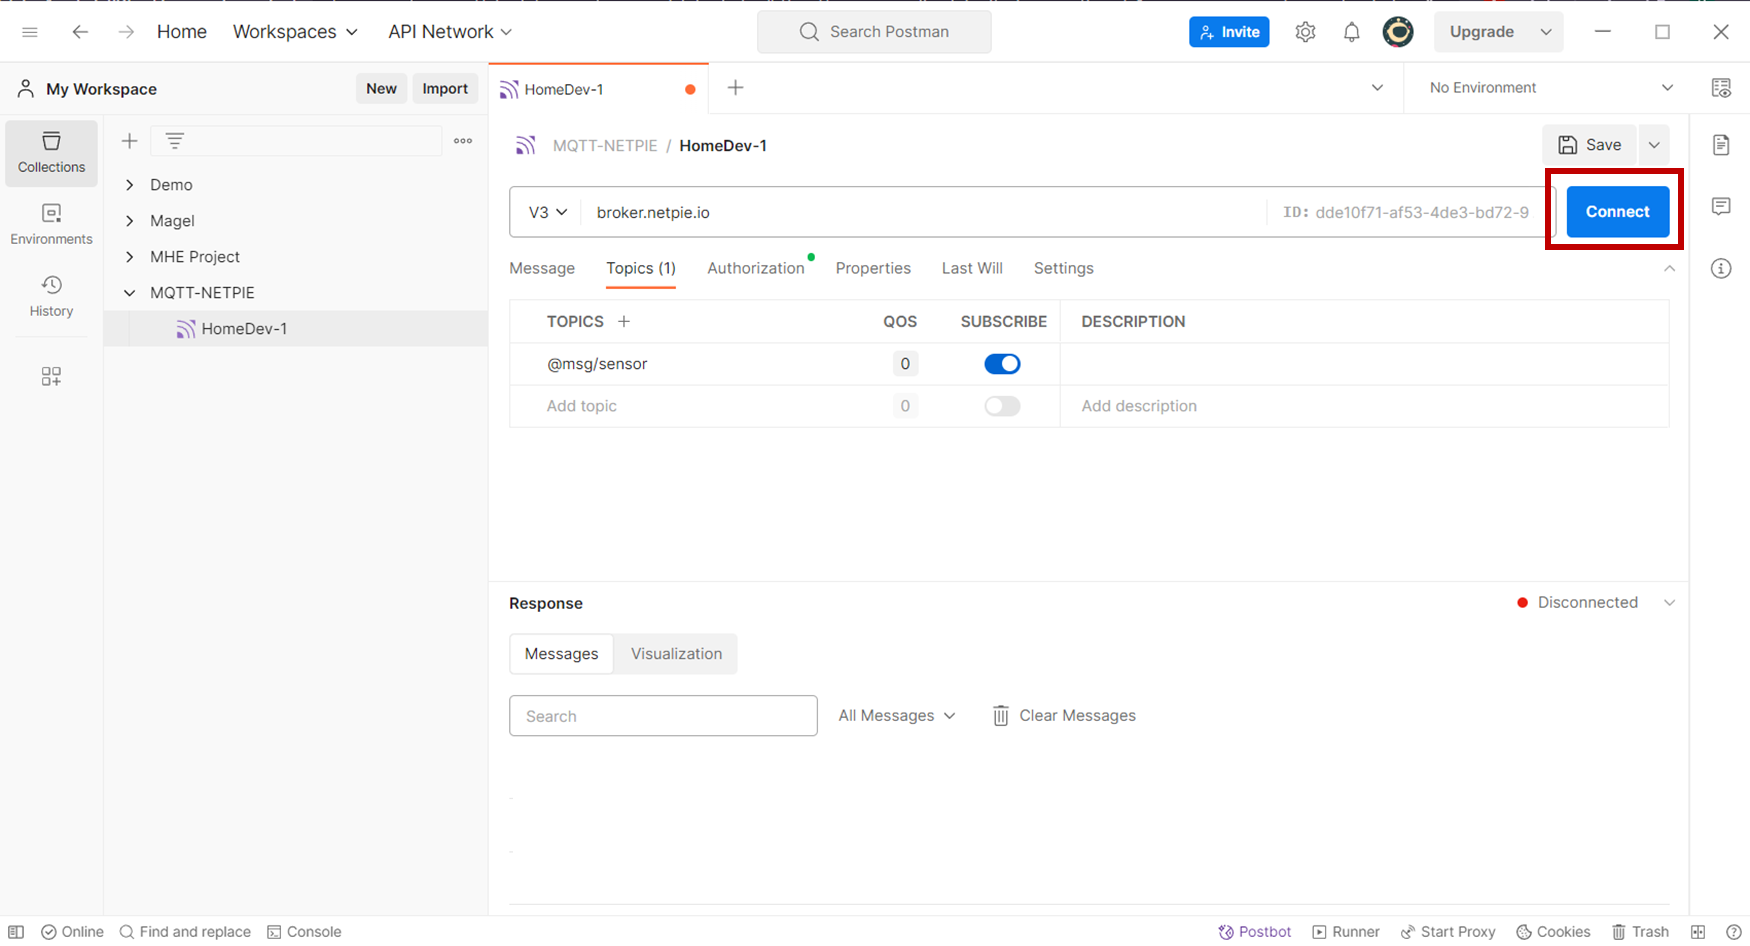 Home Workspaces API Network Search Postman Invite Upgrade
My Workspace New Import HomeDev-1 No Environment
Collections
Environments
History
Demo
Magel
MHE Project
MQTT-NETPIE
HomeDev-1
MQTT-NETPIE / HomeDev-1 Save
V3 broker.netpie.io ID: dde10f71-af53-4de3-bd72-9 Connect
Message Topics (1) Authorization Properties Last Will Settings
TOPICS + QOS SUBSCRIBE DESCRIPTION
@msg/sensor 0
Add topic 0 Add description
Response Disconnected
Messages Visualization
Search All Messages Clear Messages
Online Find and replace Console Postbot Runner Start Proxy Cookies Trash